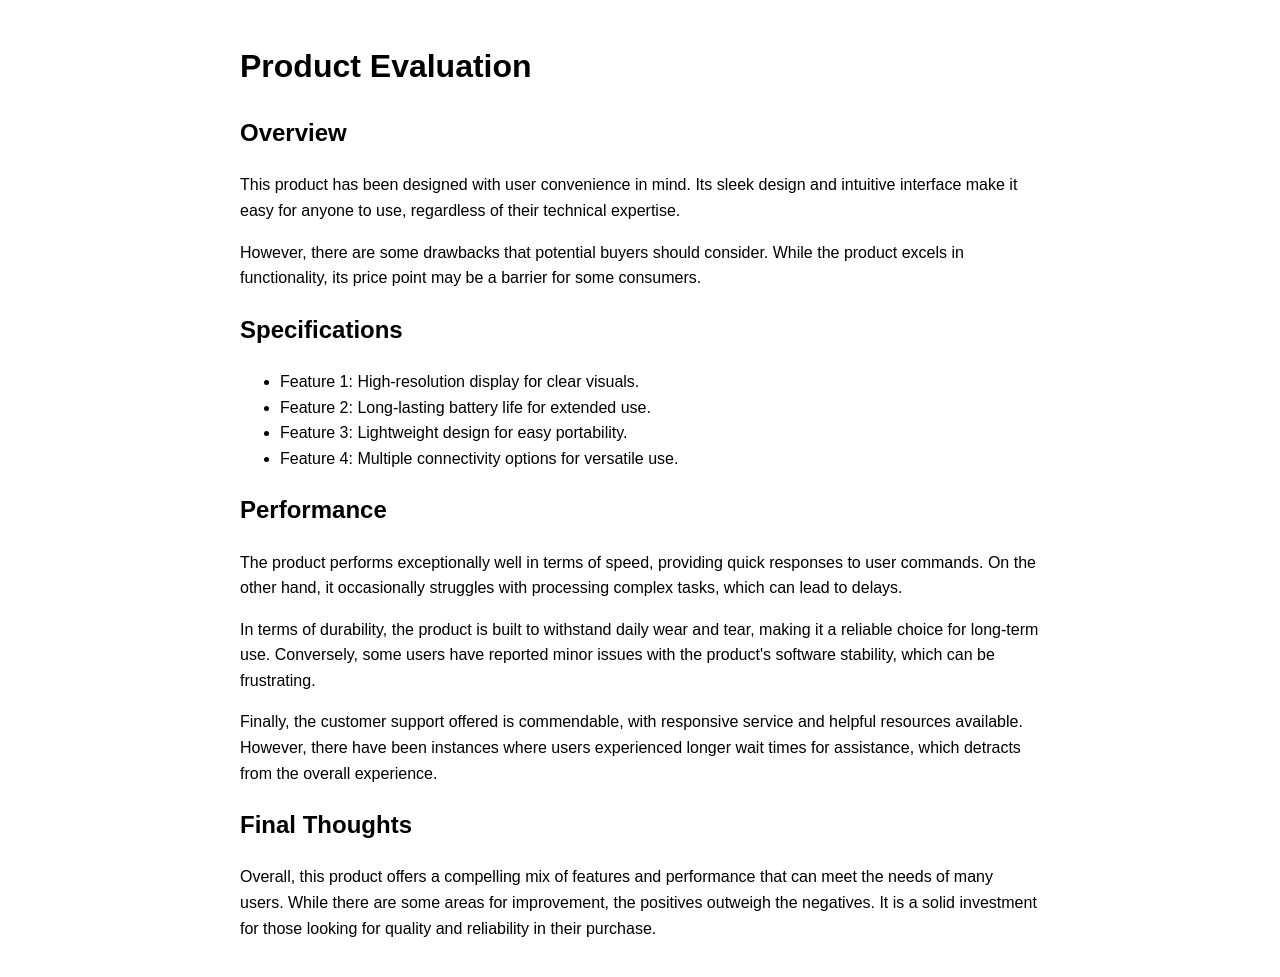 Product Evaluation
Overview
This product has been designed with user convenience in mind. Its sleek design and intuitive interface make it
easy for anyone to use, regardless of their technical expertise.
However, there are some drawbacks that potential buyers should consider. While the product excels in
functionality, its price point may be a barrier for some consumers.
Specifications
• Feature 1: High-resolution display for clear visuals.
• Feature 2: Long-lasting battery life for extended use.
• Feature 3: Lightweight design for easy portability.
• Feature 4: Multiple connectivity options for versatile use.
Performance
The product performs exceptionally well in terms of speed, providing quick responses to user commands. On the
other hand, it occasionally struggles with processing complex tasks, which can lead to delays.
In terms of durability, the product is built to withstand daily wear and tear, making it a reliable choice for long-term
use. Conversely, some users have reported minor issues with the product's software stability, which can be
frustrating.
Finally, the customer support offered is commendable, with responsive service and helpful resources available.
However, there have been instances where users experienced longer wait times for assistance, which detracts
from the overall experience.
Final Thoughts
Overall, this product offers a compelling mix of features and performance that can meet the needs of many
users. While there are some areas for improvement, the positives outweigh the negatives. It is a solid investment
for those looking for quality and reliability in their purchase.